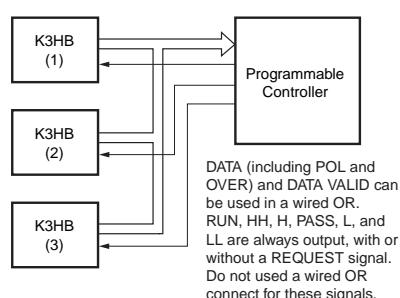 K3HB
(1)
K3HB
(2)
K3HB
(3)
Programmable
Controller
DATA (including POL and
OVER) and DATA VALID can
be used in a wired OR.
RUN, HH, H, PASS, L, and
LL are always output, with or
without a REQUEST signal.
Do not used a wired OR
connect for these signals.